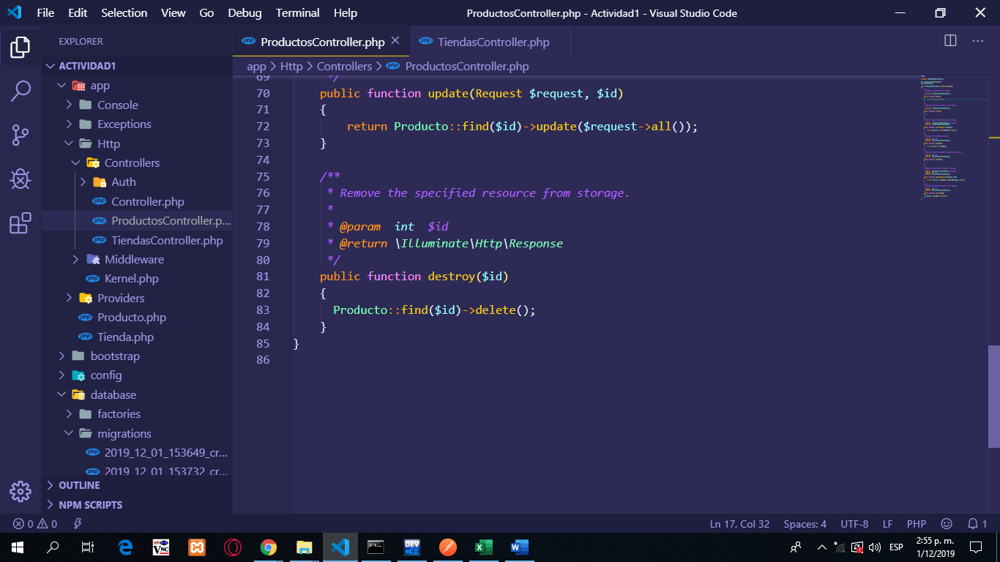 File Edit Selection View Go Debug Terminal Help
ProductosController.php - Actividad1 - Visual Studio Code
EXPLORER
ACTIVIDAD1
app
Console
Exceptions
Http
Controllers
Auth
Controller.php
ProductosController.p...
TiendasController.php
Middleware
Kernel.php
Providers
Producto.php
Tienda.php
bootstrap
config
database
factories
migrations
2019_12_01_153649_cr...
2019_12_01_153732_cr...
OUTLINE
NPM SCRIPTS
ProductosController.php
TiendasController.php
app > Http > Controllers > ProductosController.php
69 */
70 public function update(Request $request, $id)
71 {
72 return Producto::find($id)->update($request->all());
73 }
74
75 /**
76 * Remove the specified resource from storage.
77 *
78 * @param  int  $id
79 * @return \Illuminate\Http\Response
80 */
81 public function destroy($id)
82 {
83 Producto::find($id)->delete();
84 }
85 }
86
0 0
Ln 17, Col 32 Spaces: 4 UTF-8 LF PHP 1
VNC
DEV
ESP
2:55 p. m.
1/12/2019